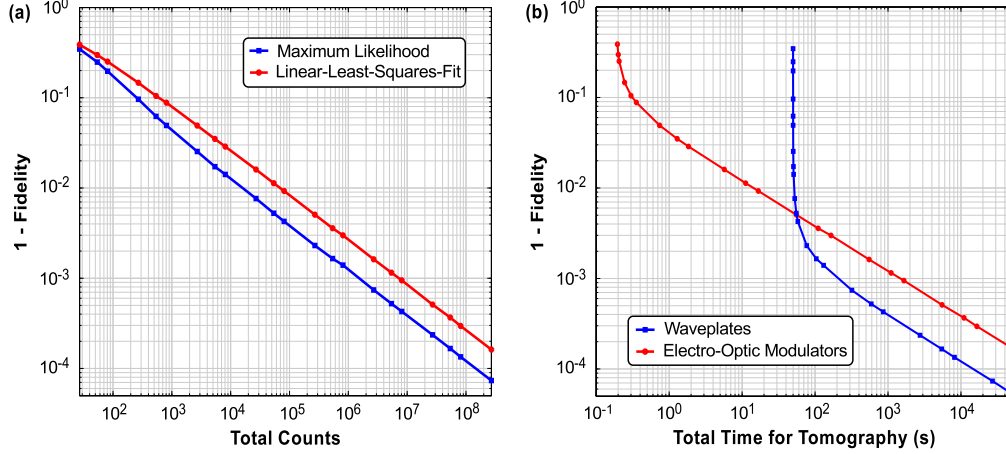 (a)
10⁰
10⁻¹
10⁻²
10⁻³
10⁻⁴
1 - Fidelity
Maximum Likelihood
Linear-Least-Squares-Fit
10² 10³ 10⁴ 10⁵ 10⁶ 10⁷ 10⁸
Total Counts
(b)
10⁰
10⁻¹
10⁻²
10⁻³
10⁻⁴
1 - Fidelity
Waveplates
Electro-Optic Modulators
10⁻¹ 10⁰ 10¹ 10² 10³ 10⁴
Total Time for Tomography (s)